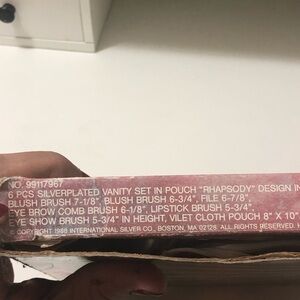 NO. 99117967
6 PCS SILVERPLATED VANITY SET IN POUCH "RHAPSODY" DESIGN IN
BLUSH BRUSH 7-1/8", BLUSH BRUSH 6-3/4", FILE 6-7/8",
EYE BROW COMB BRUSH 6-1/8", LIPSTICK BRUSH 5-3/4",
EYE SHOW BRUSH 5-3/4" IN HEIGHT, VILET CLOTH POUCH 8" X 10"
© COPYRIGHT 1988 INTERNATIONAL SILVER CO., BOSTON, MA 02128. ALL RIGHTS RESERVED.